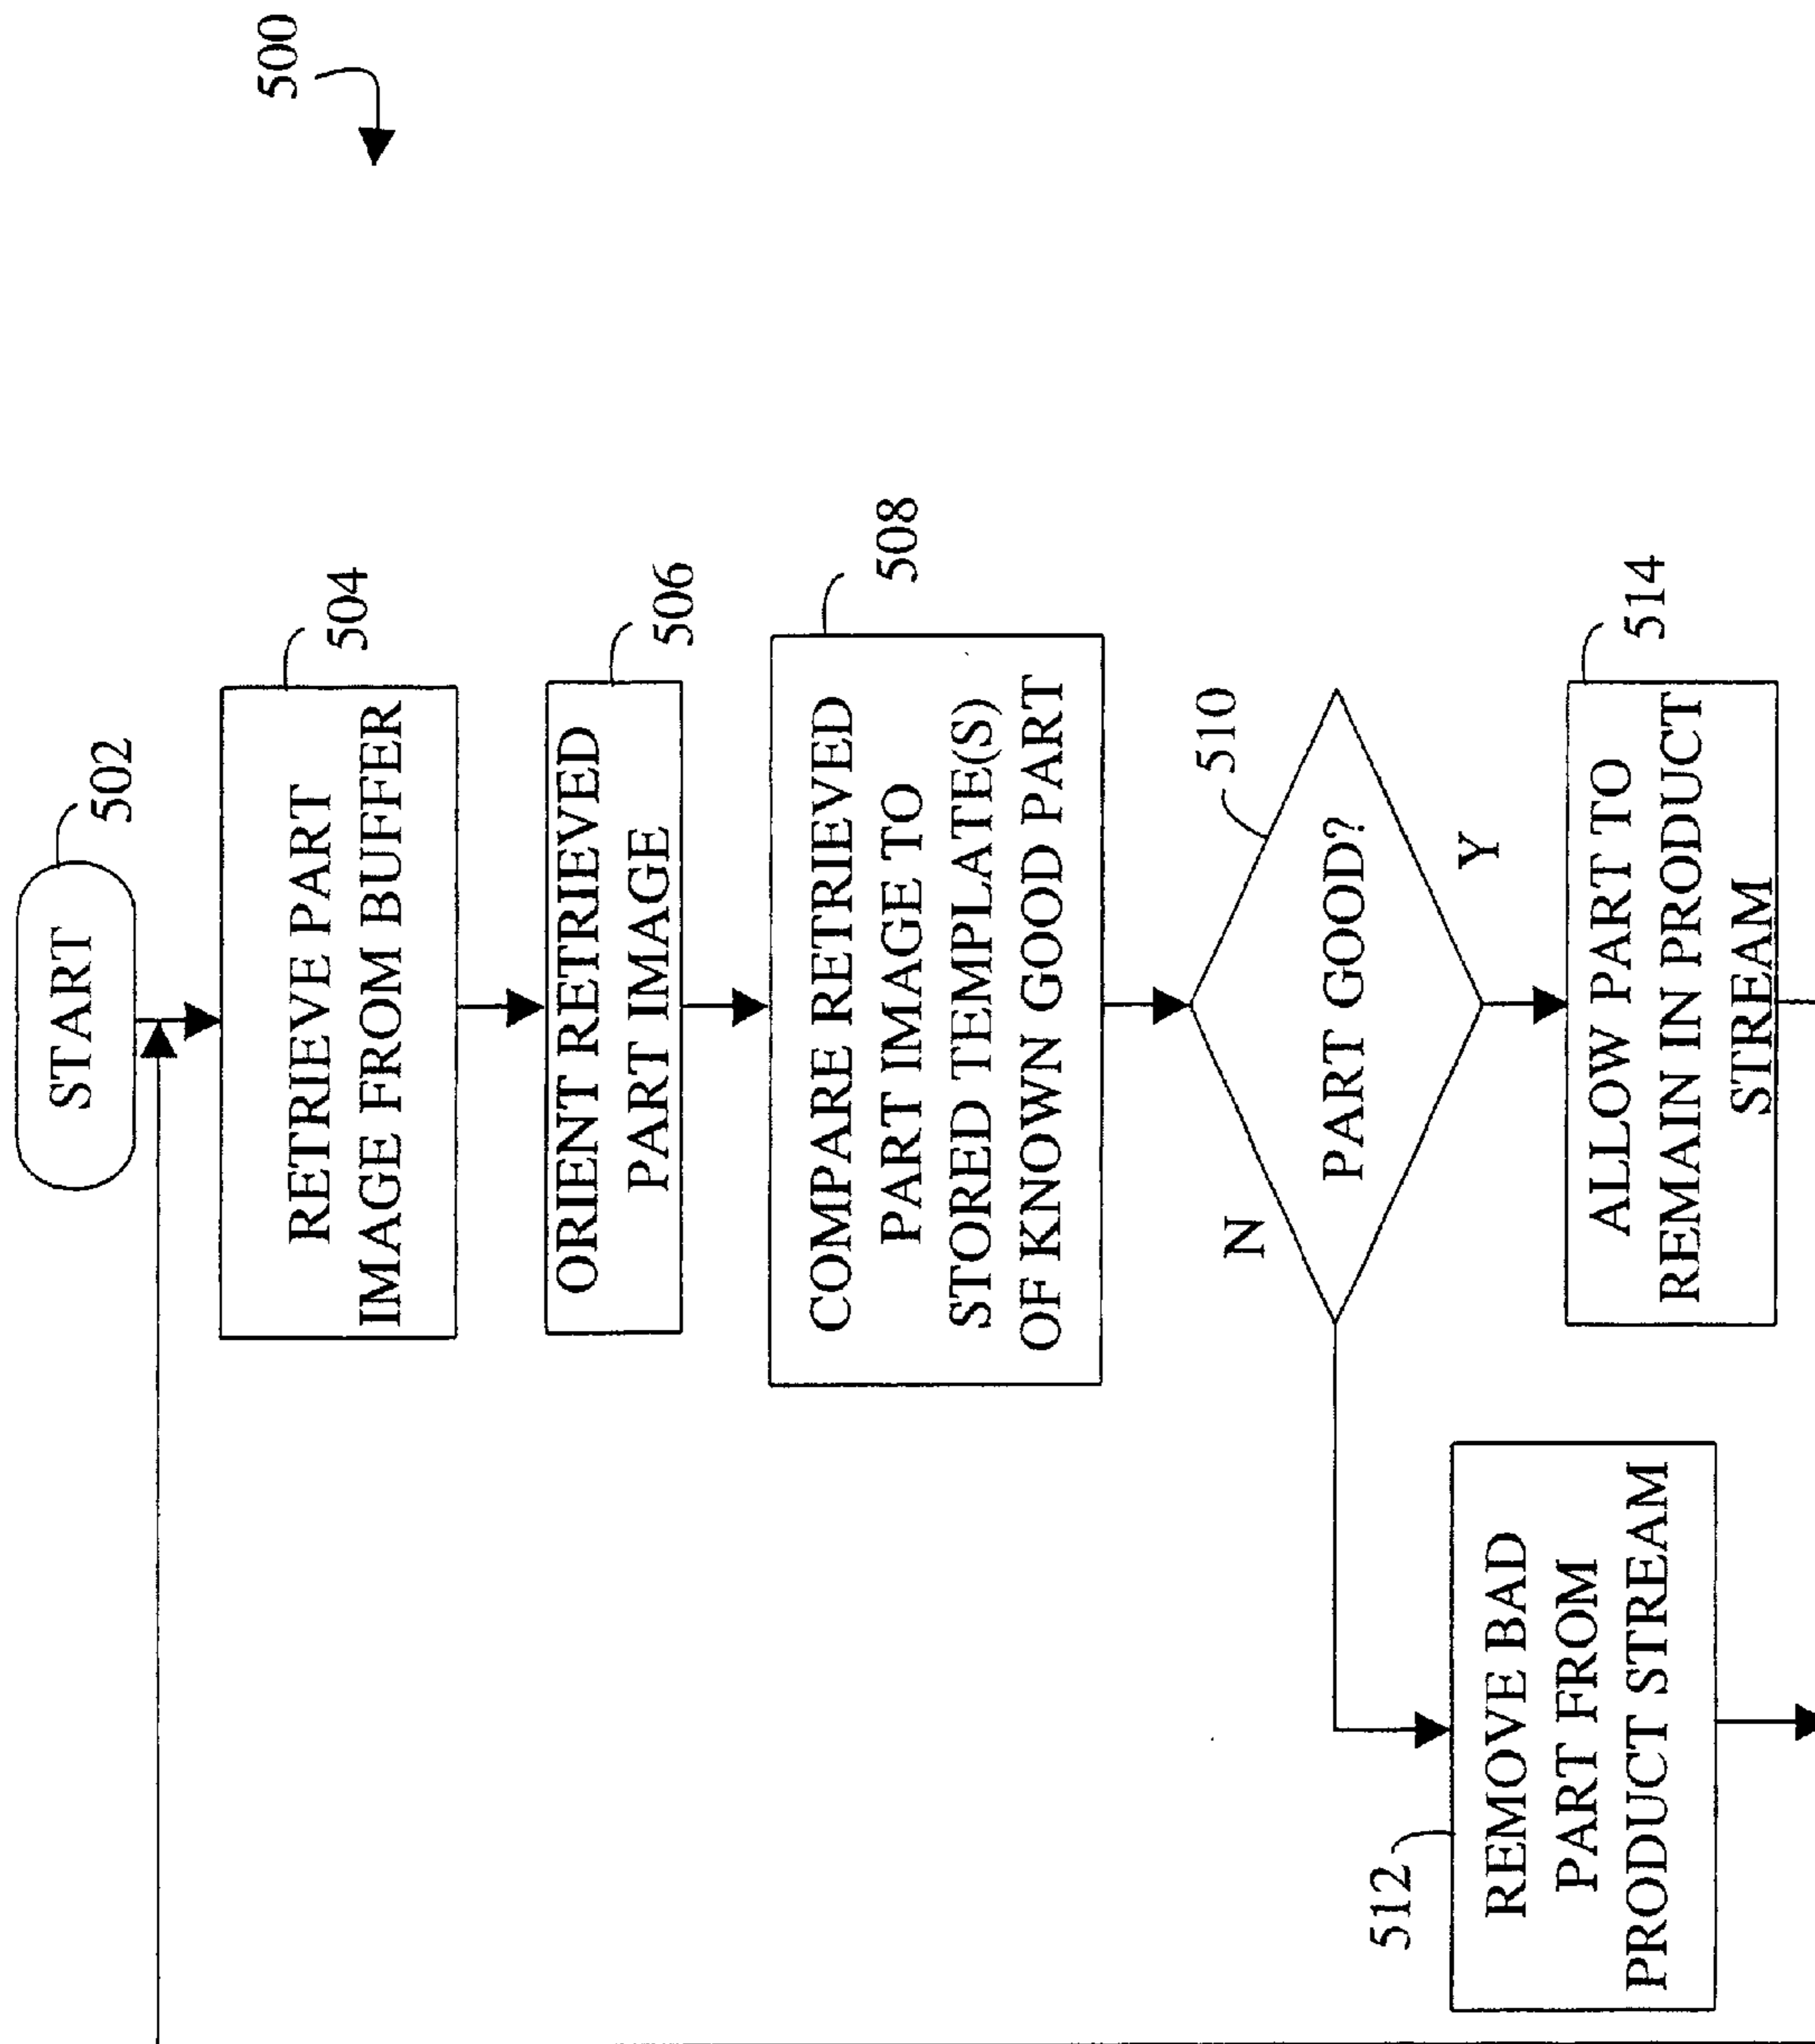 500
START
502
RETRIEVE PART
IMAGE FROM BUFFER
504
ORIENT RETRIEVED
PART IMAGE
506
COMPARE RETRIEVED
PART IMAGE TO
STORED TEMPLATE(S)
OF KNOWN GOOD PART
508
510
N
PART GOOD?
Y
512
REMOVE BAD
PART FROM
PRODUCT STREAM
514
ALLOW PART TO
REMAIN IN PRODUCT
STREAM